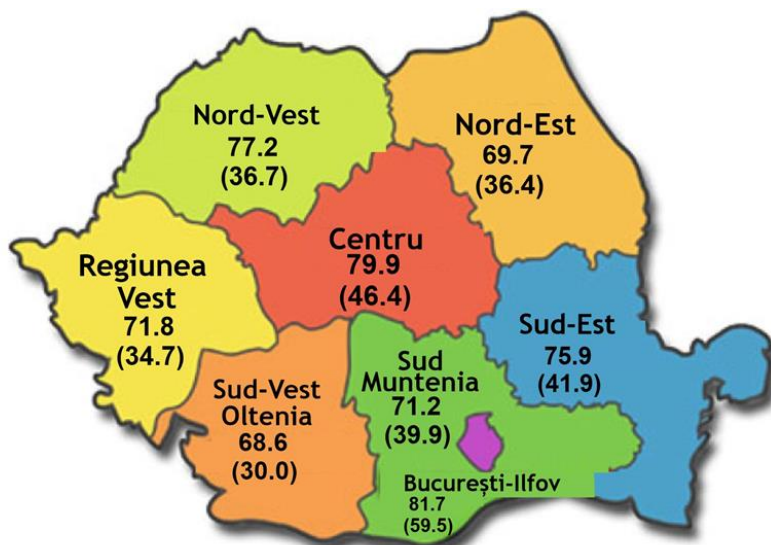 Nord-Vest
77.2
(36.7)
Nord-Est
69.7
(36.4)
Centru
79.9
(46.4)
Regiunea
Vest
71.8
(34.7)
Sud-Est
75.9
(41.9)
Sud
Muntenia
71.2
(39.9)
Sud-Vest
Oltenia
68.6
(30.0)
București-Ilfov
81.7
(59.5)